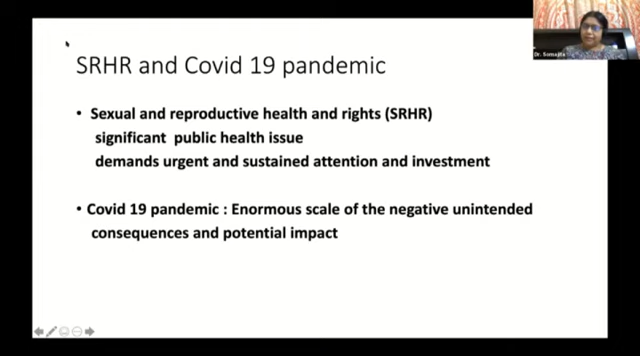 Dr. Somajita
SRHR and Covid 19 pandemic
• Sexual and reproductive health and rights (SRHR)
significant public health issue
demands urgent and sustained attention and investment
• Covid 19 pandemic : Enormous scale of the negative unintended
consequences and potential impact